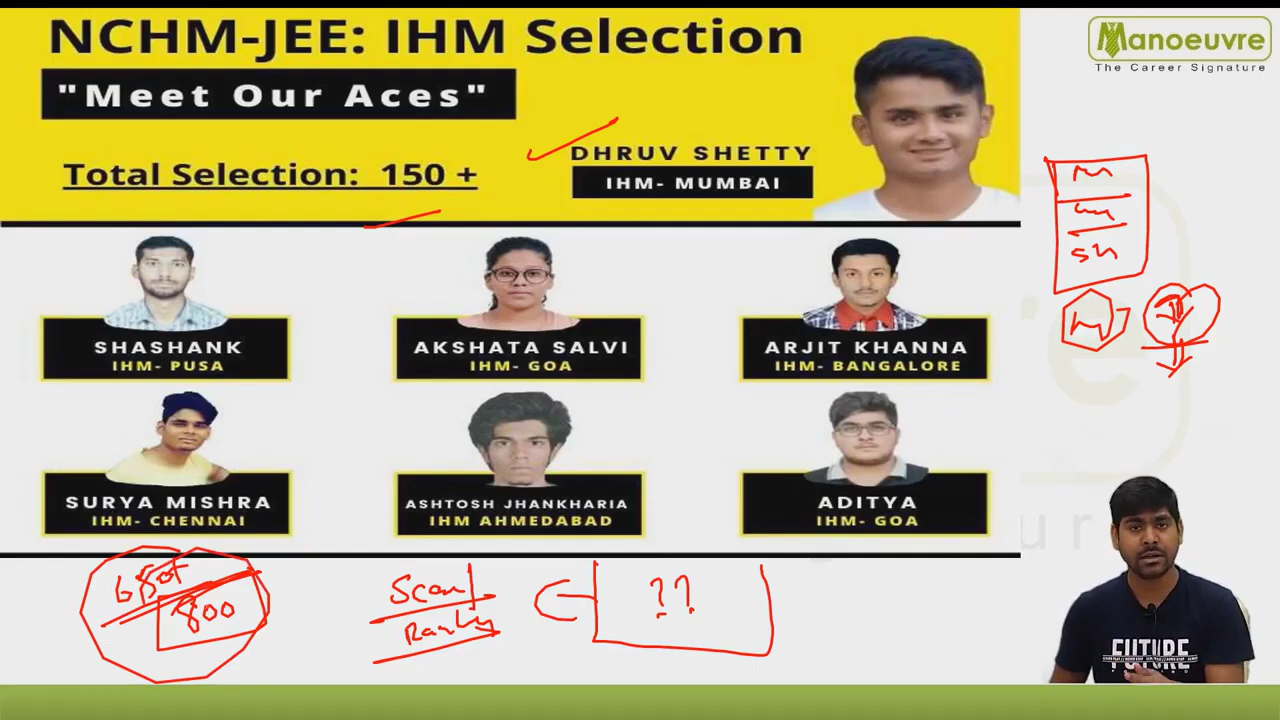 NCHM-JEE: IHM Selection
"Meet Our Aces"
Total Selection: 150 +
DHRUV SHETTY
IHM- MUMBAI
Manoeuvre
The Career Signature
SHASHANK
IHM- PUSA
AKSHATA SALVI
IHM- GOA
ARJIT KHANNA
IHM- BANGALORE
SURYA MISHRA
IHM- CHENNAI
ASHTOSH JHANKHARIA
IHM AHMEDABAD
ADITYA
IHM- GOA
800
??
FUTURE